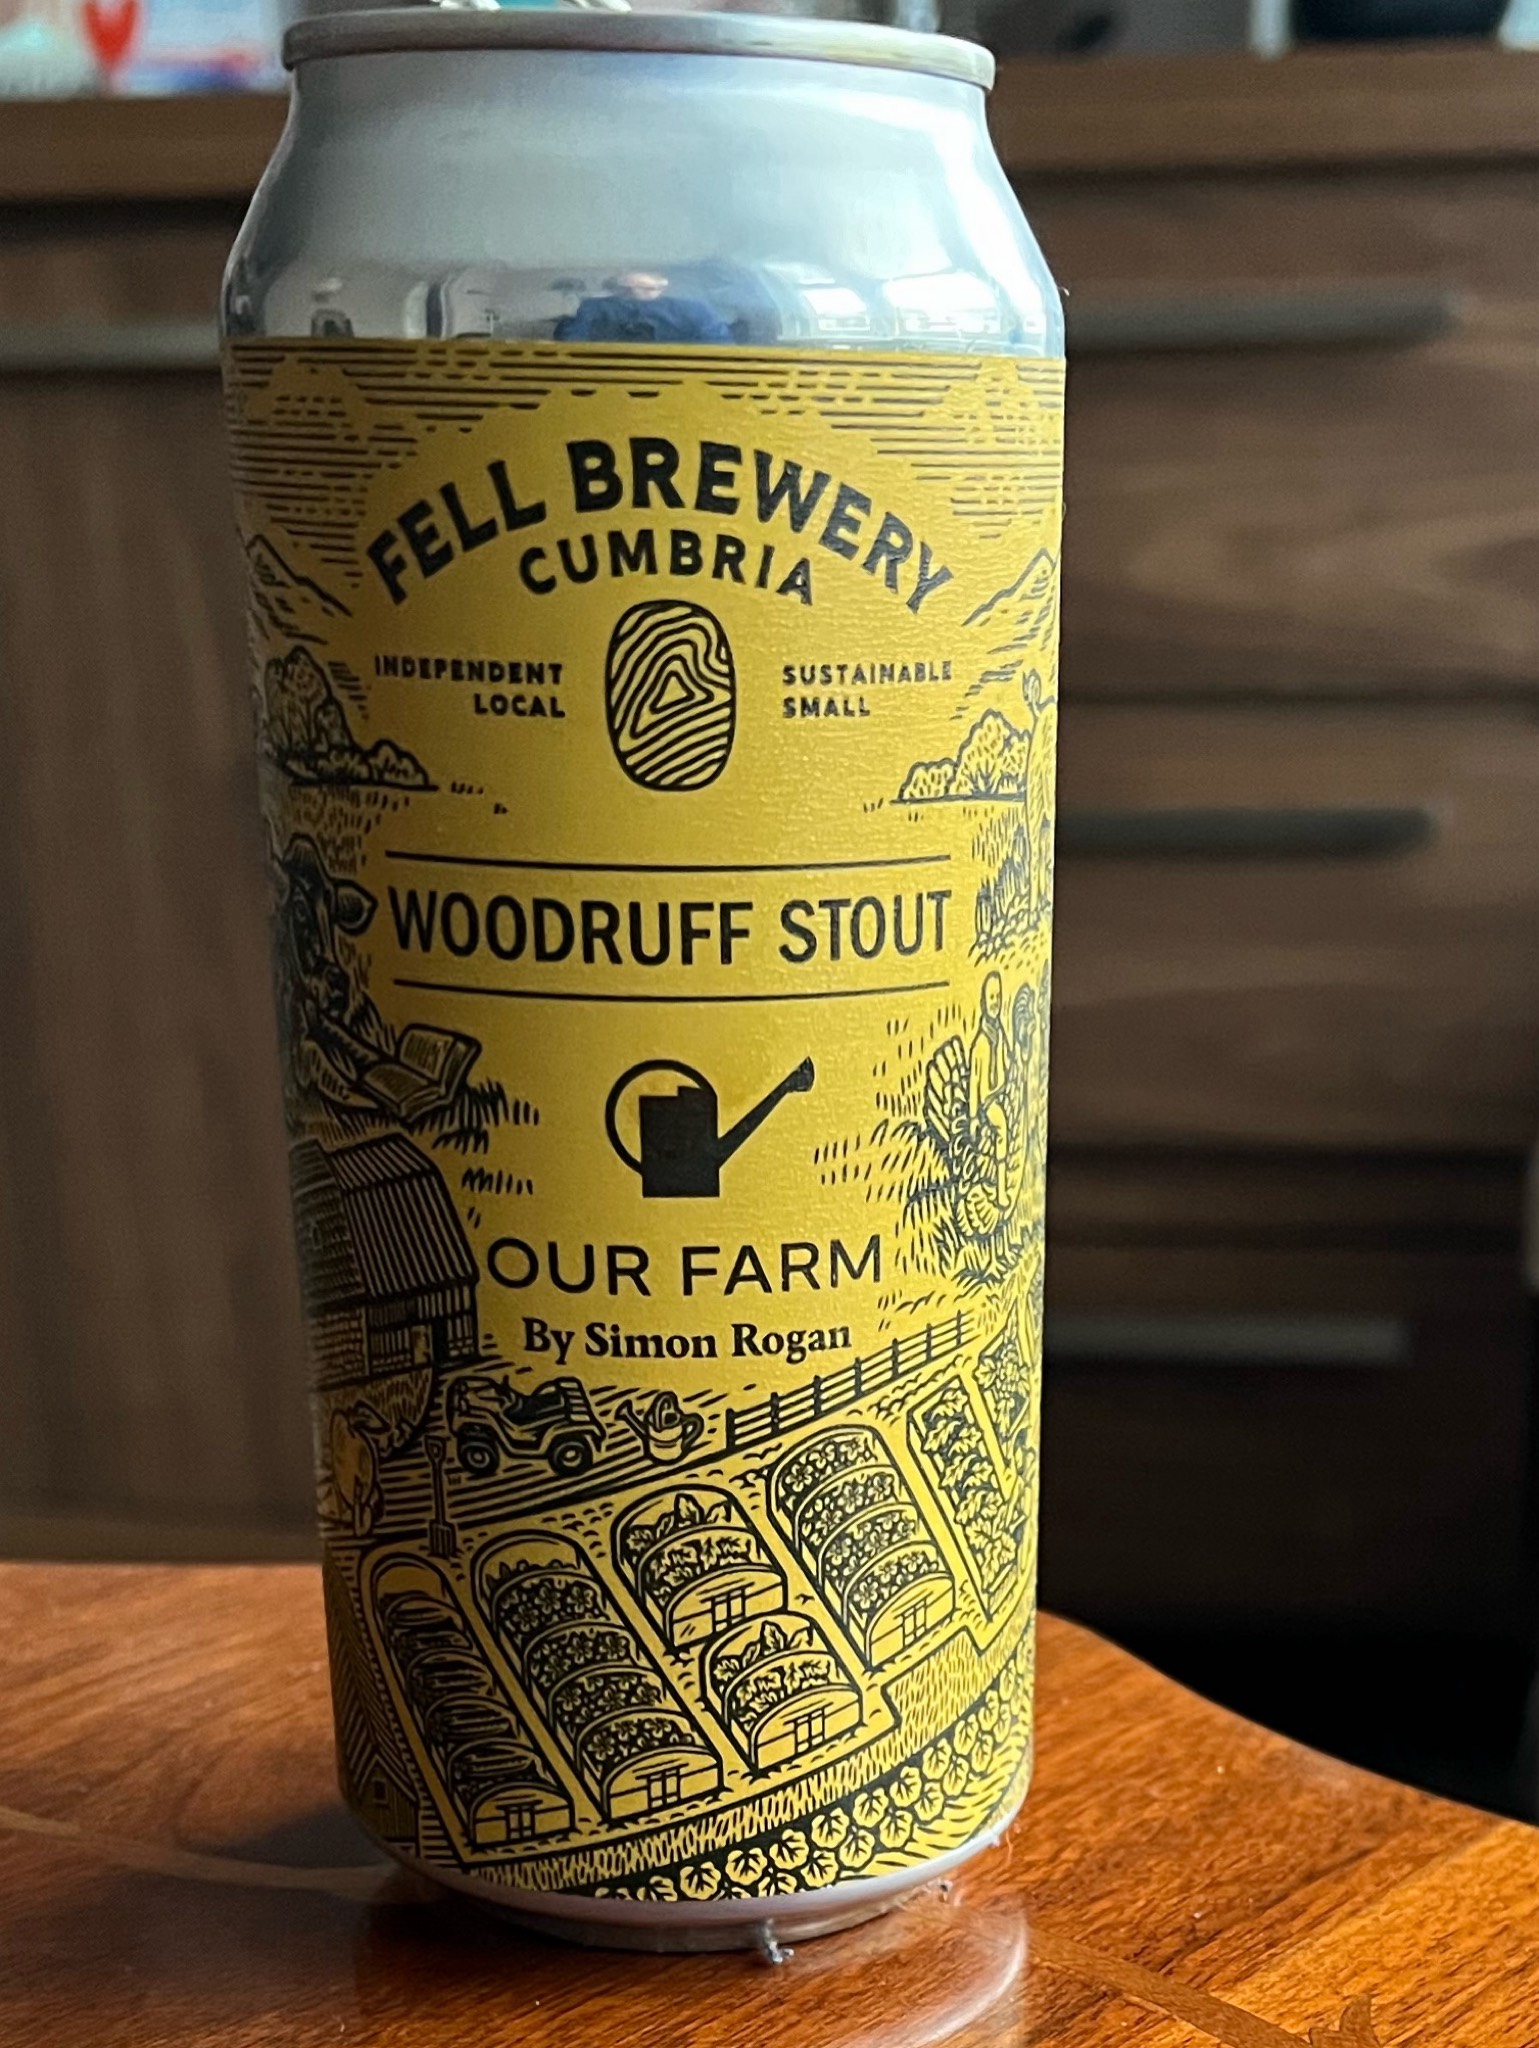 FELL BREWERY
CUMBRIA
INDEPENDENT
LOCAL
SUSTAINABLE
SMALL
WOODRUFF STOUT
OUR FARM
By Simon Rogan